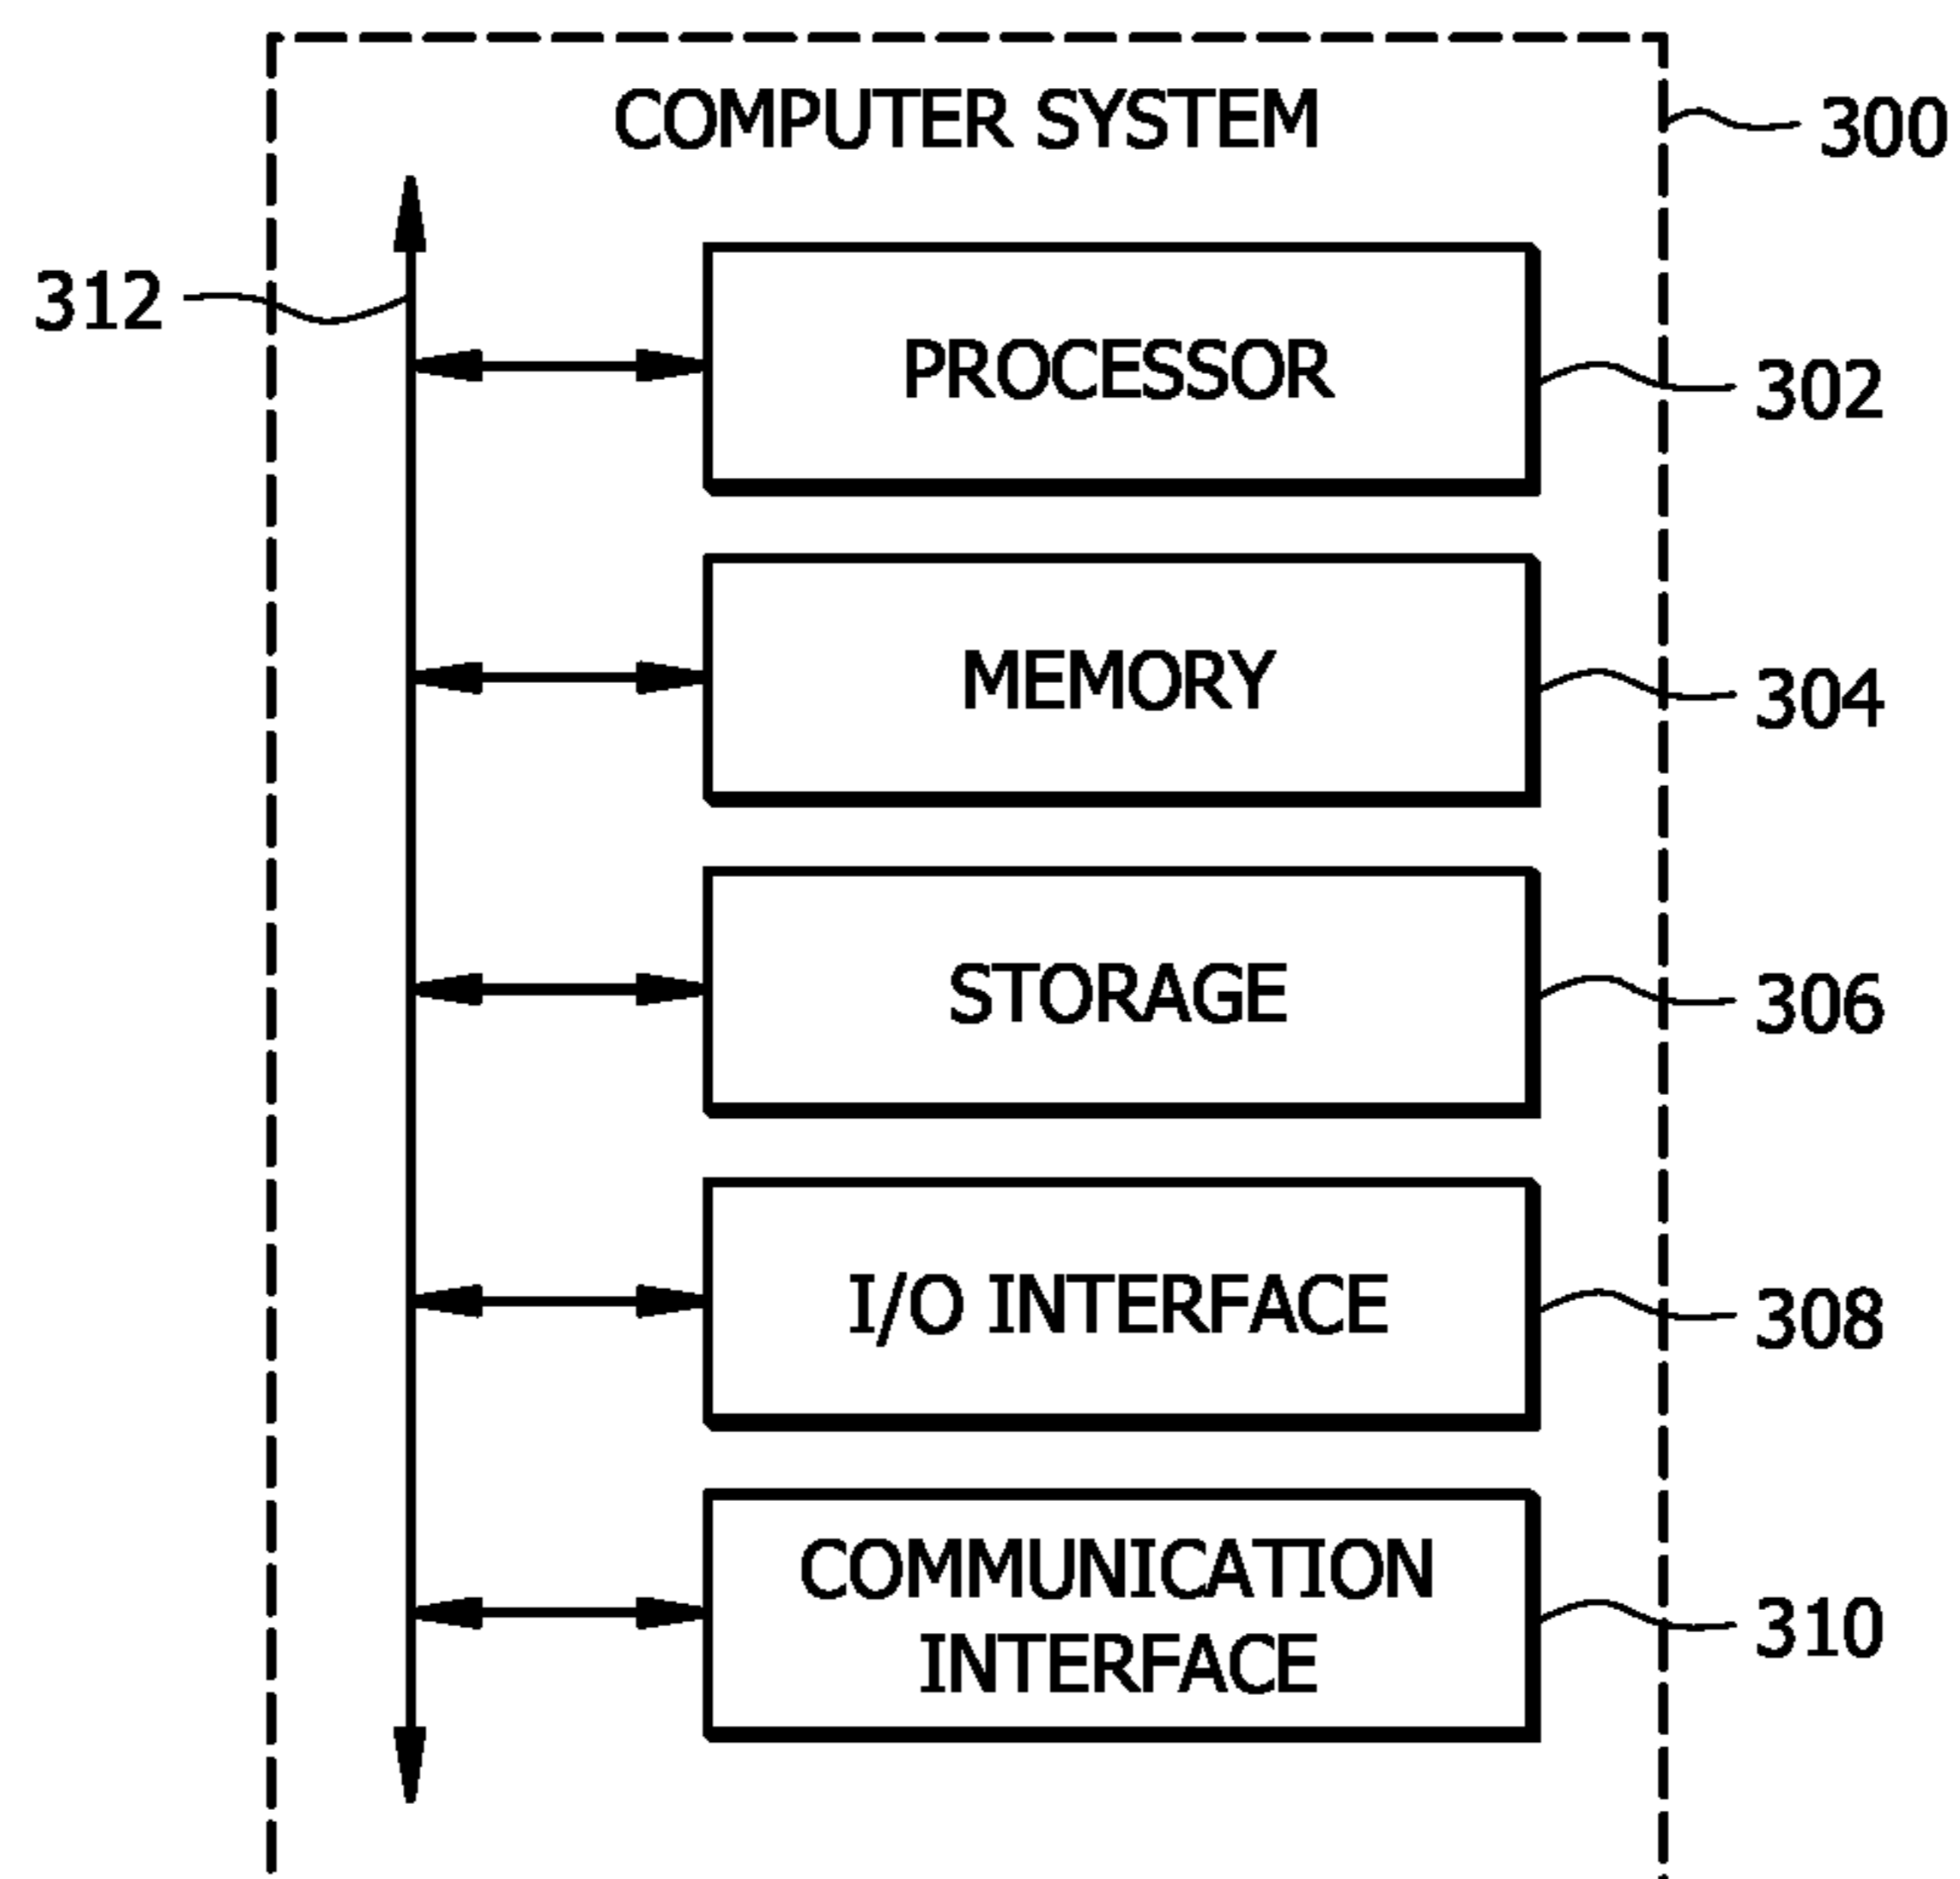 COMPUTER SYSTEM
300
312
PROCESSOR
302
MEMORY
304
STORAGE
306
I/O INTERFACE
308
COMMUNICATION
INTERFACE
310